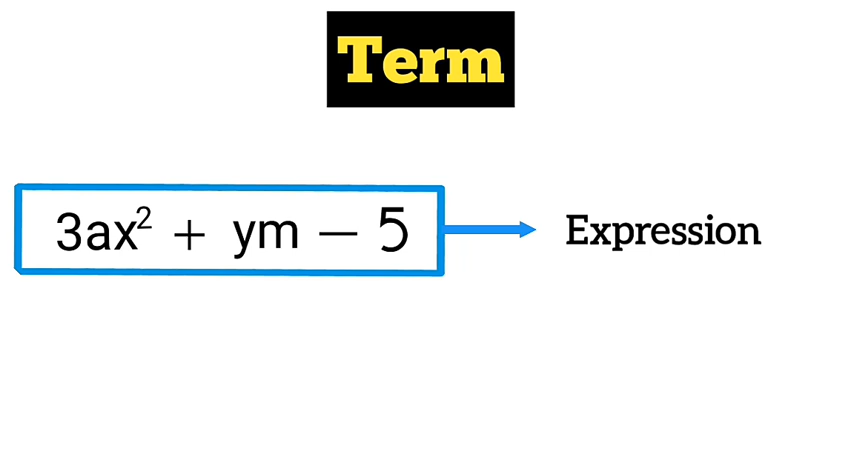 Term
3ax² + ym − 5
Expression